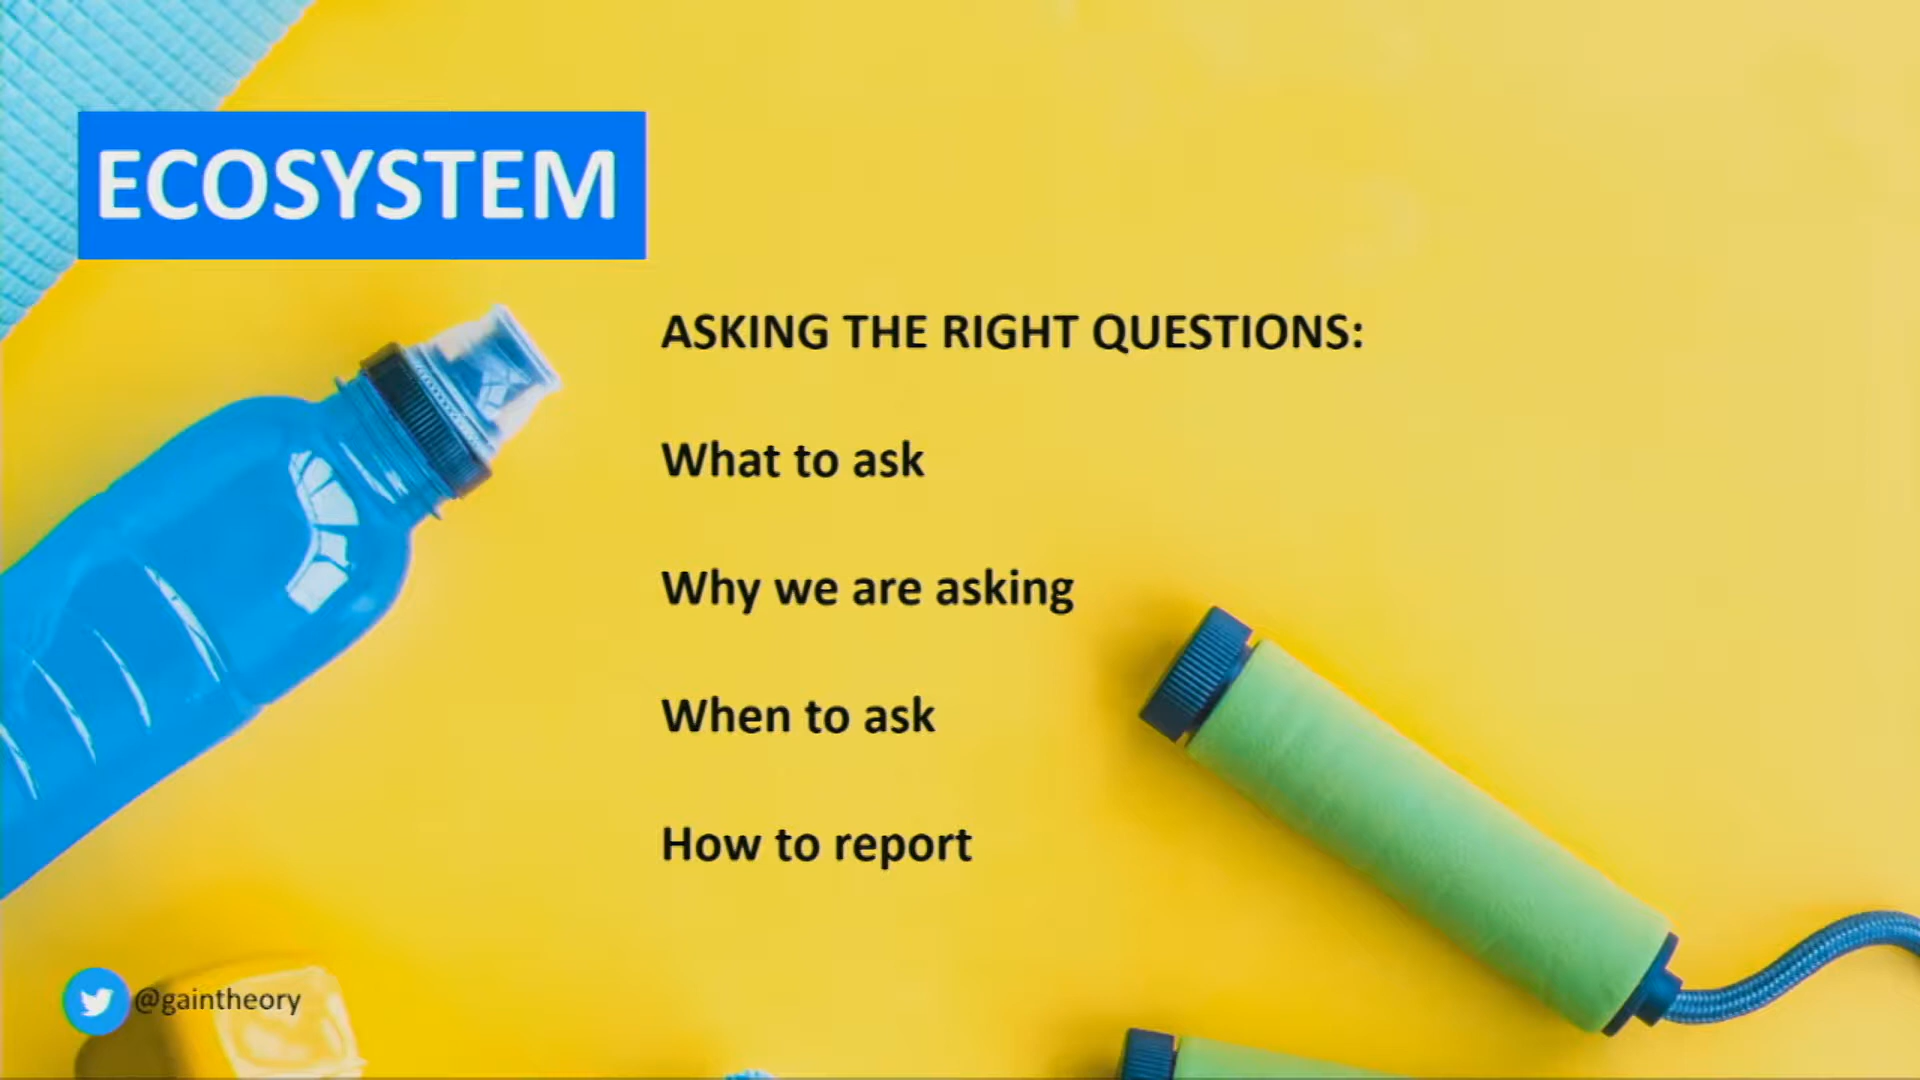 ECOSYSTEM
ASKING THE RIGHT QUESTIONS:
What to ask
Why we are asking
When to ask
How to report
@gaintheory